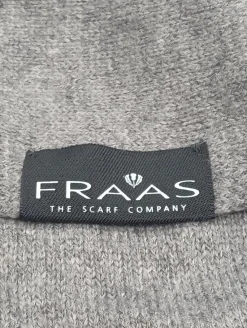 FRAAS
THE SCARF COMPANY